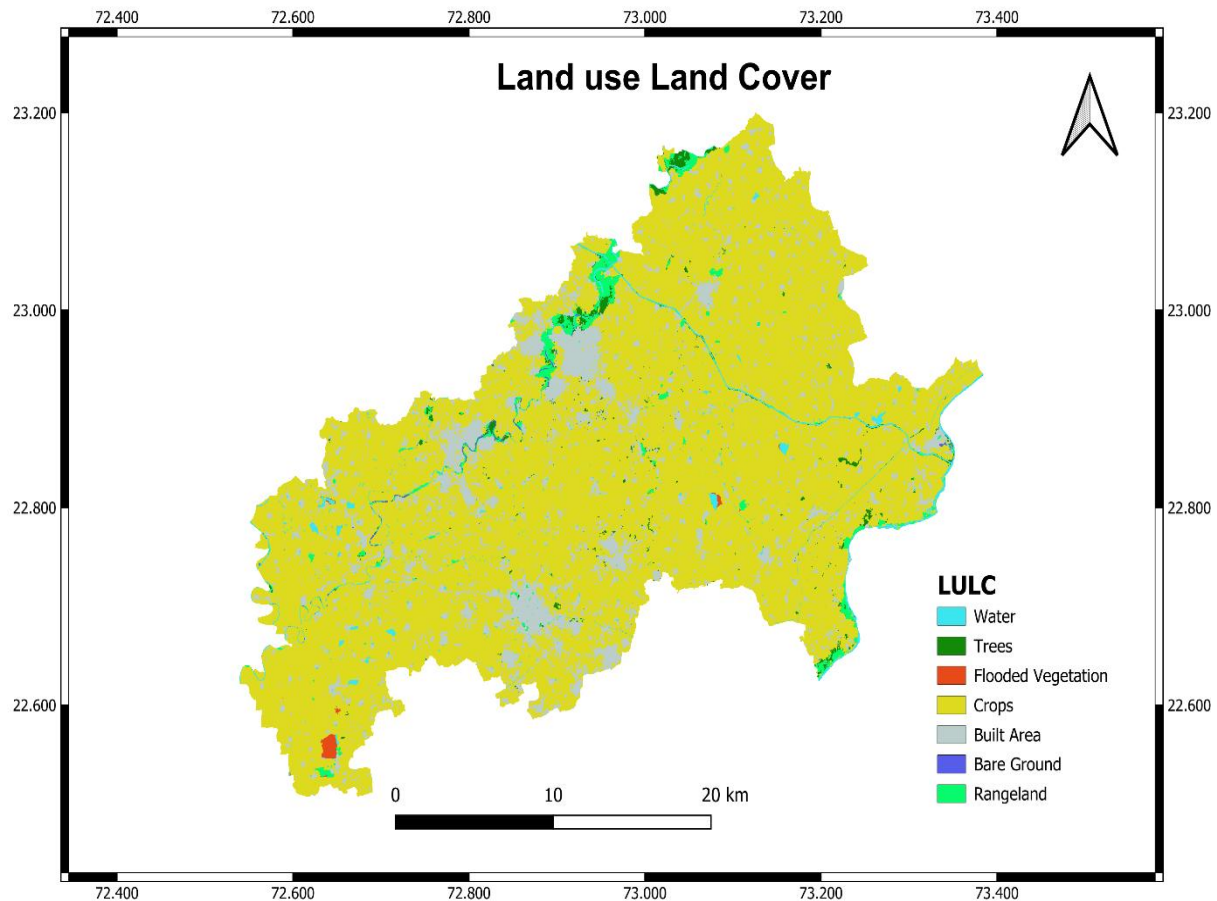 72.400 72.600 72.800 73.000 73.200 73.400
Land use Land Cover
23.200 23.200
23.000 23.000
22.800 22.800
LULC
Water
Trees
Flooded Vegetation
22.600 22.600
Crops
Built Area
Bare Ground
Rangeland
0 10 20 km
72.400 72.600 72.800 73.000 73.200 73.400